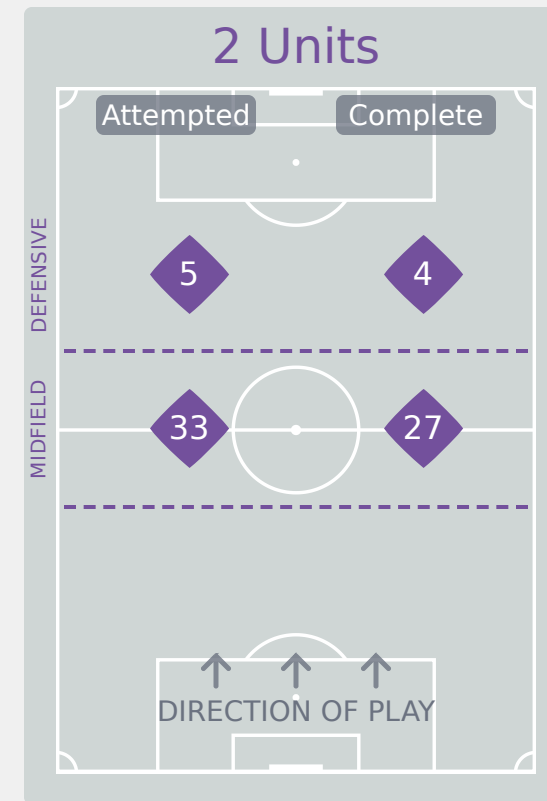 2 Units
Attempted
Complete
DEFENSIVE
5
4
MIDFIELD
33
27
DIRECTION OF PLAY